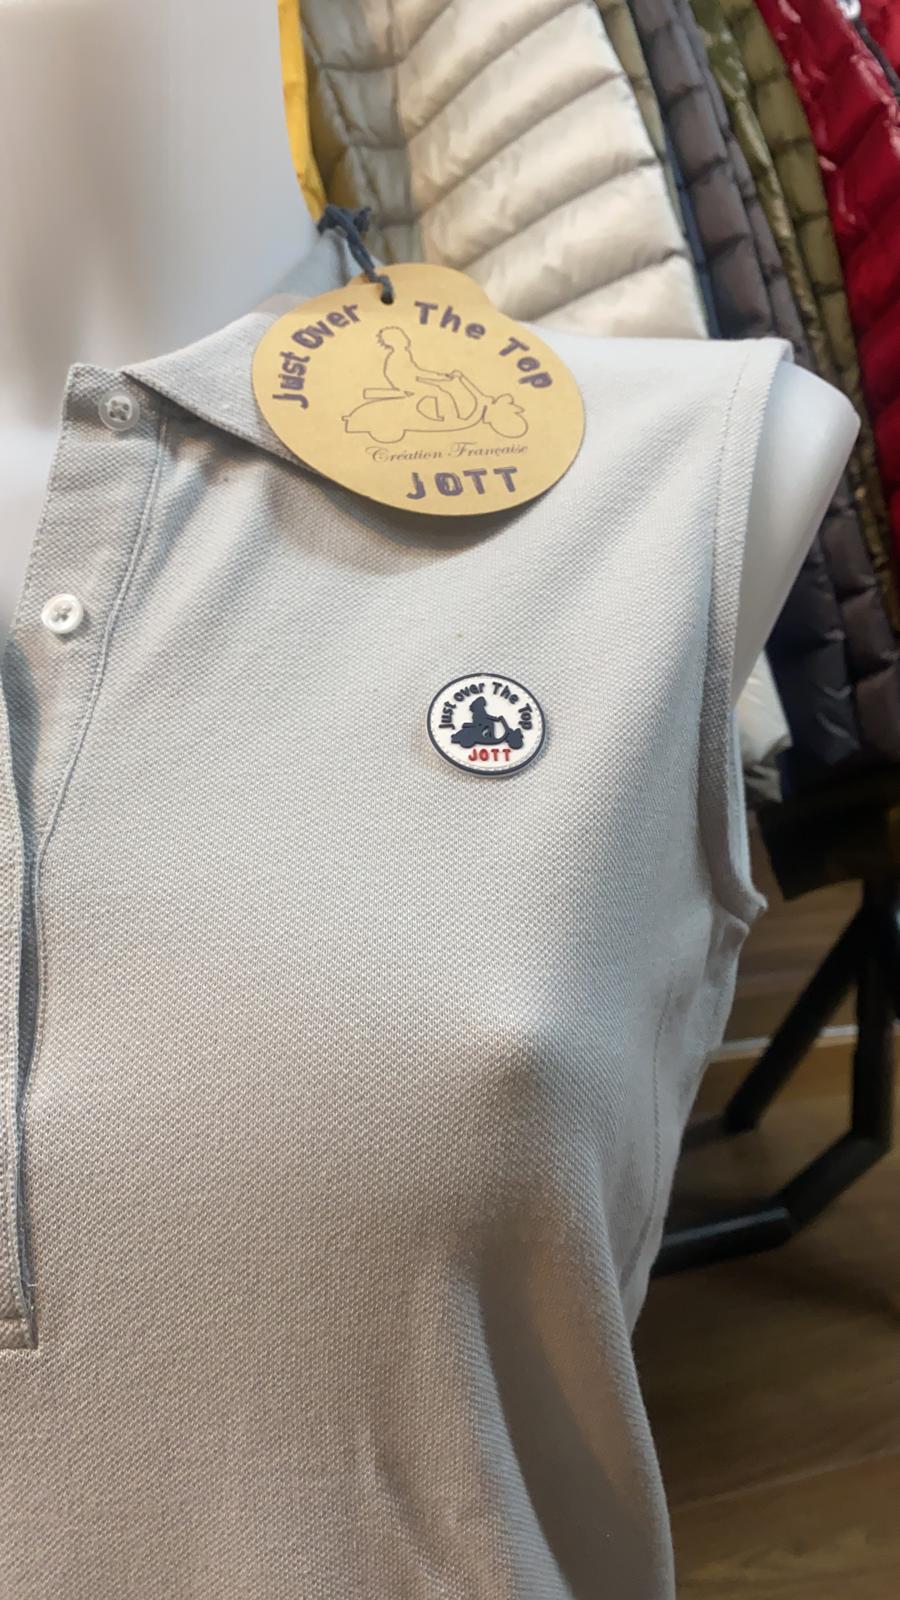 Just Over The Top
Création Française
JOTT
Just over The Top
JOTT